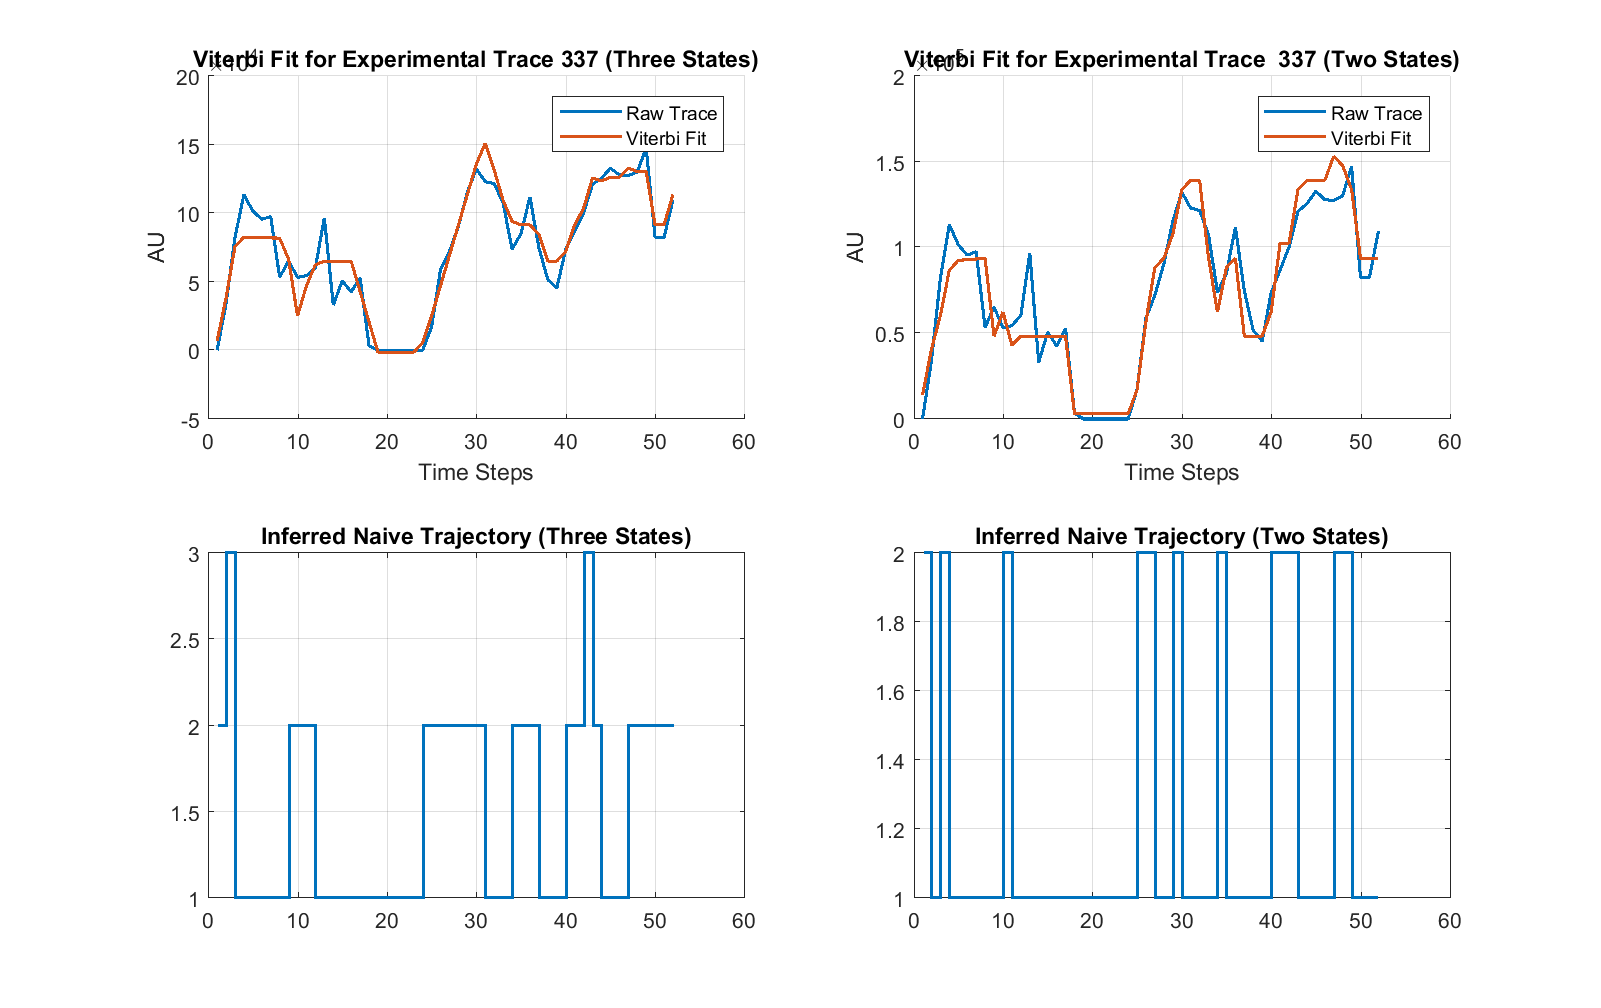 Viterbi Fit for Experimental Trace 337 (Three States)
×10^4
20
15
10
5
0
-5
AU
Raw Trace
Viterbi Fit
0 10 20 30 40 50 60
Time Steps
Viterbi Fit for Experimental Trace 337 (Two States)
×10^5
2
1.5
1
0.5
0
AU
Raw Trace
Viterbi Fit
0 10 20 30 40 50 60
Time Steps
Inferred Naive Trajectory (Three States)
3
2.5
2
1.5
1
0 10 20 30 40 50 60
Inferred Naive Trajectory (Two States)
2
1.8
1.6
1.4
1.2
1
0 10 20 30 40 50 60